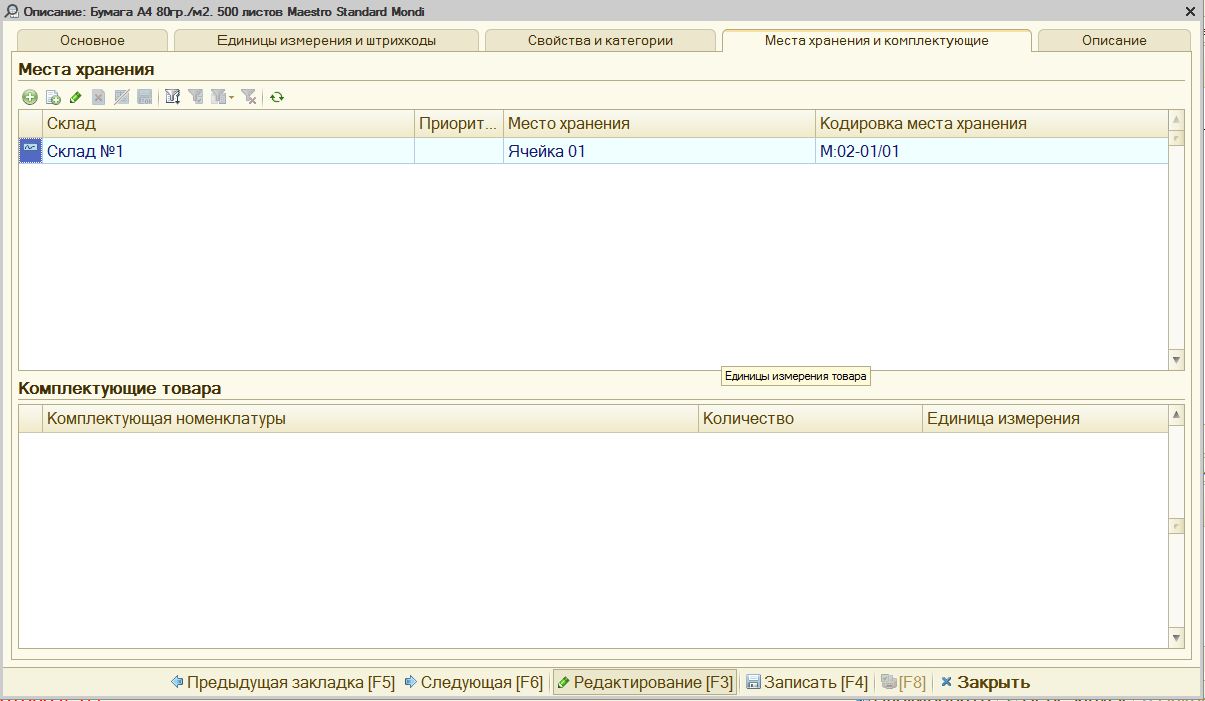 Описание: Бумага А4 80гр./м2. 500 листов Maestro Standard Mondi
Основное
Единицы измерения и штрихкоды
Свойства и категории
Места хранения и комплектующие
Описание
Места хранения
Склад Приорит... Место хранения Кодировка места хранения
Склад №1 Ячейка 01 М:02-01/01
Единицы измерения товара
Комплектующие товара
Комплектующая номенклатуры Количество Единица измерения
Предыдущая закладка [F5] Следующая [F6] Редактирование [F3] Записать [F4] [F8] Закрыть